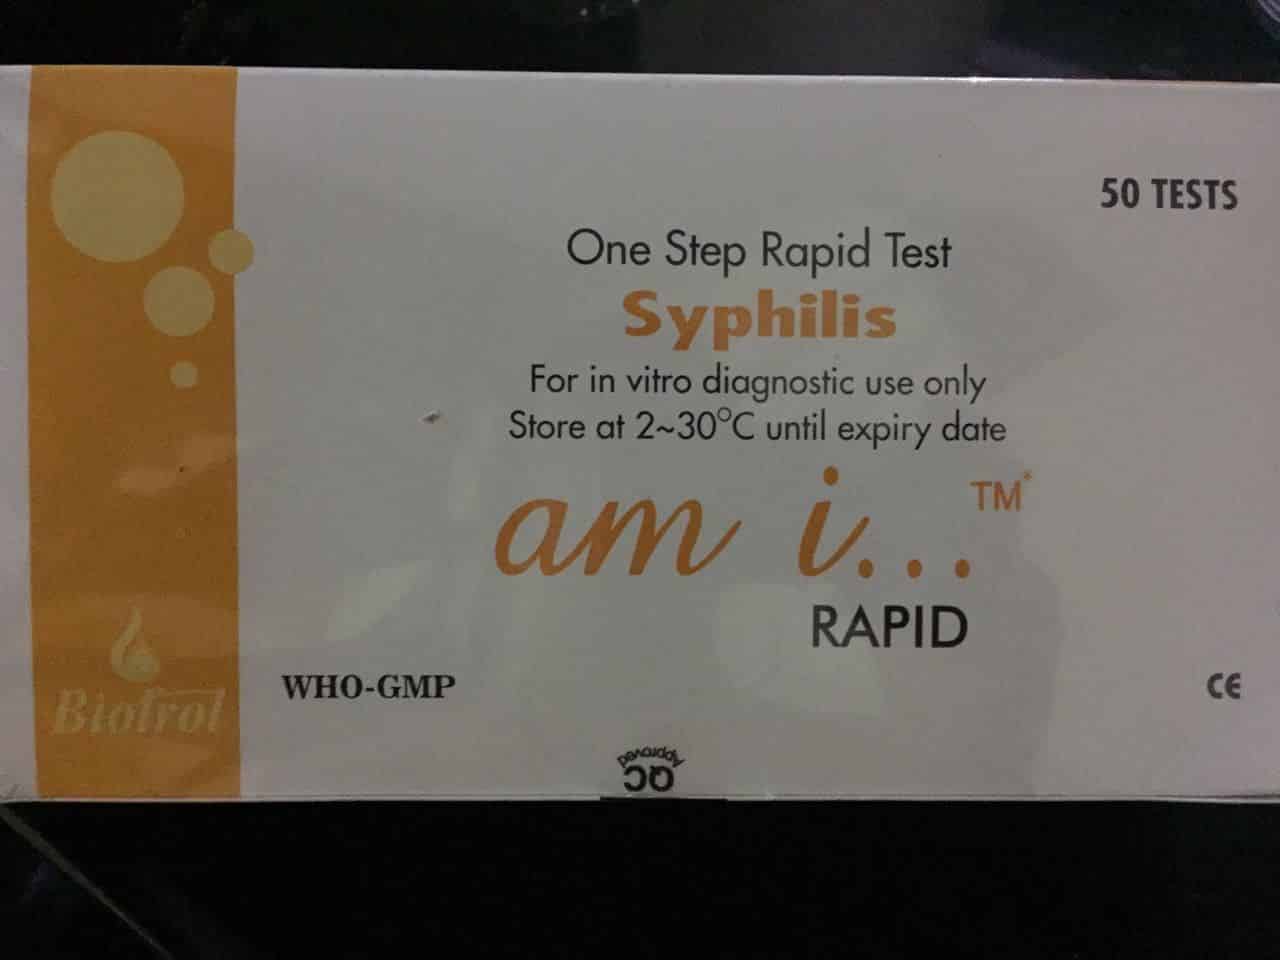 50 TESTS
One Step Rapid Test
Syphilis
For in vitro diagnostic use only
Store at 2~30°C until expiry date
am i...™*
RAPID
Biotrol
WHO-GMP
CE
QC
Approved